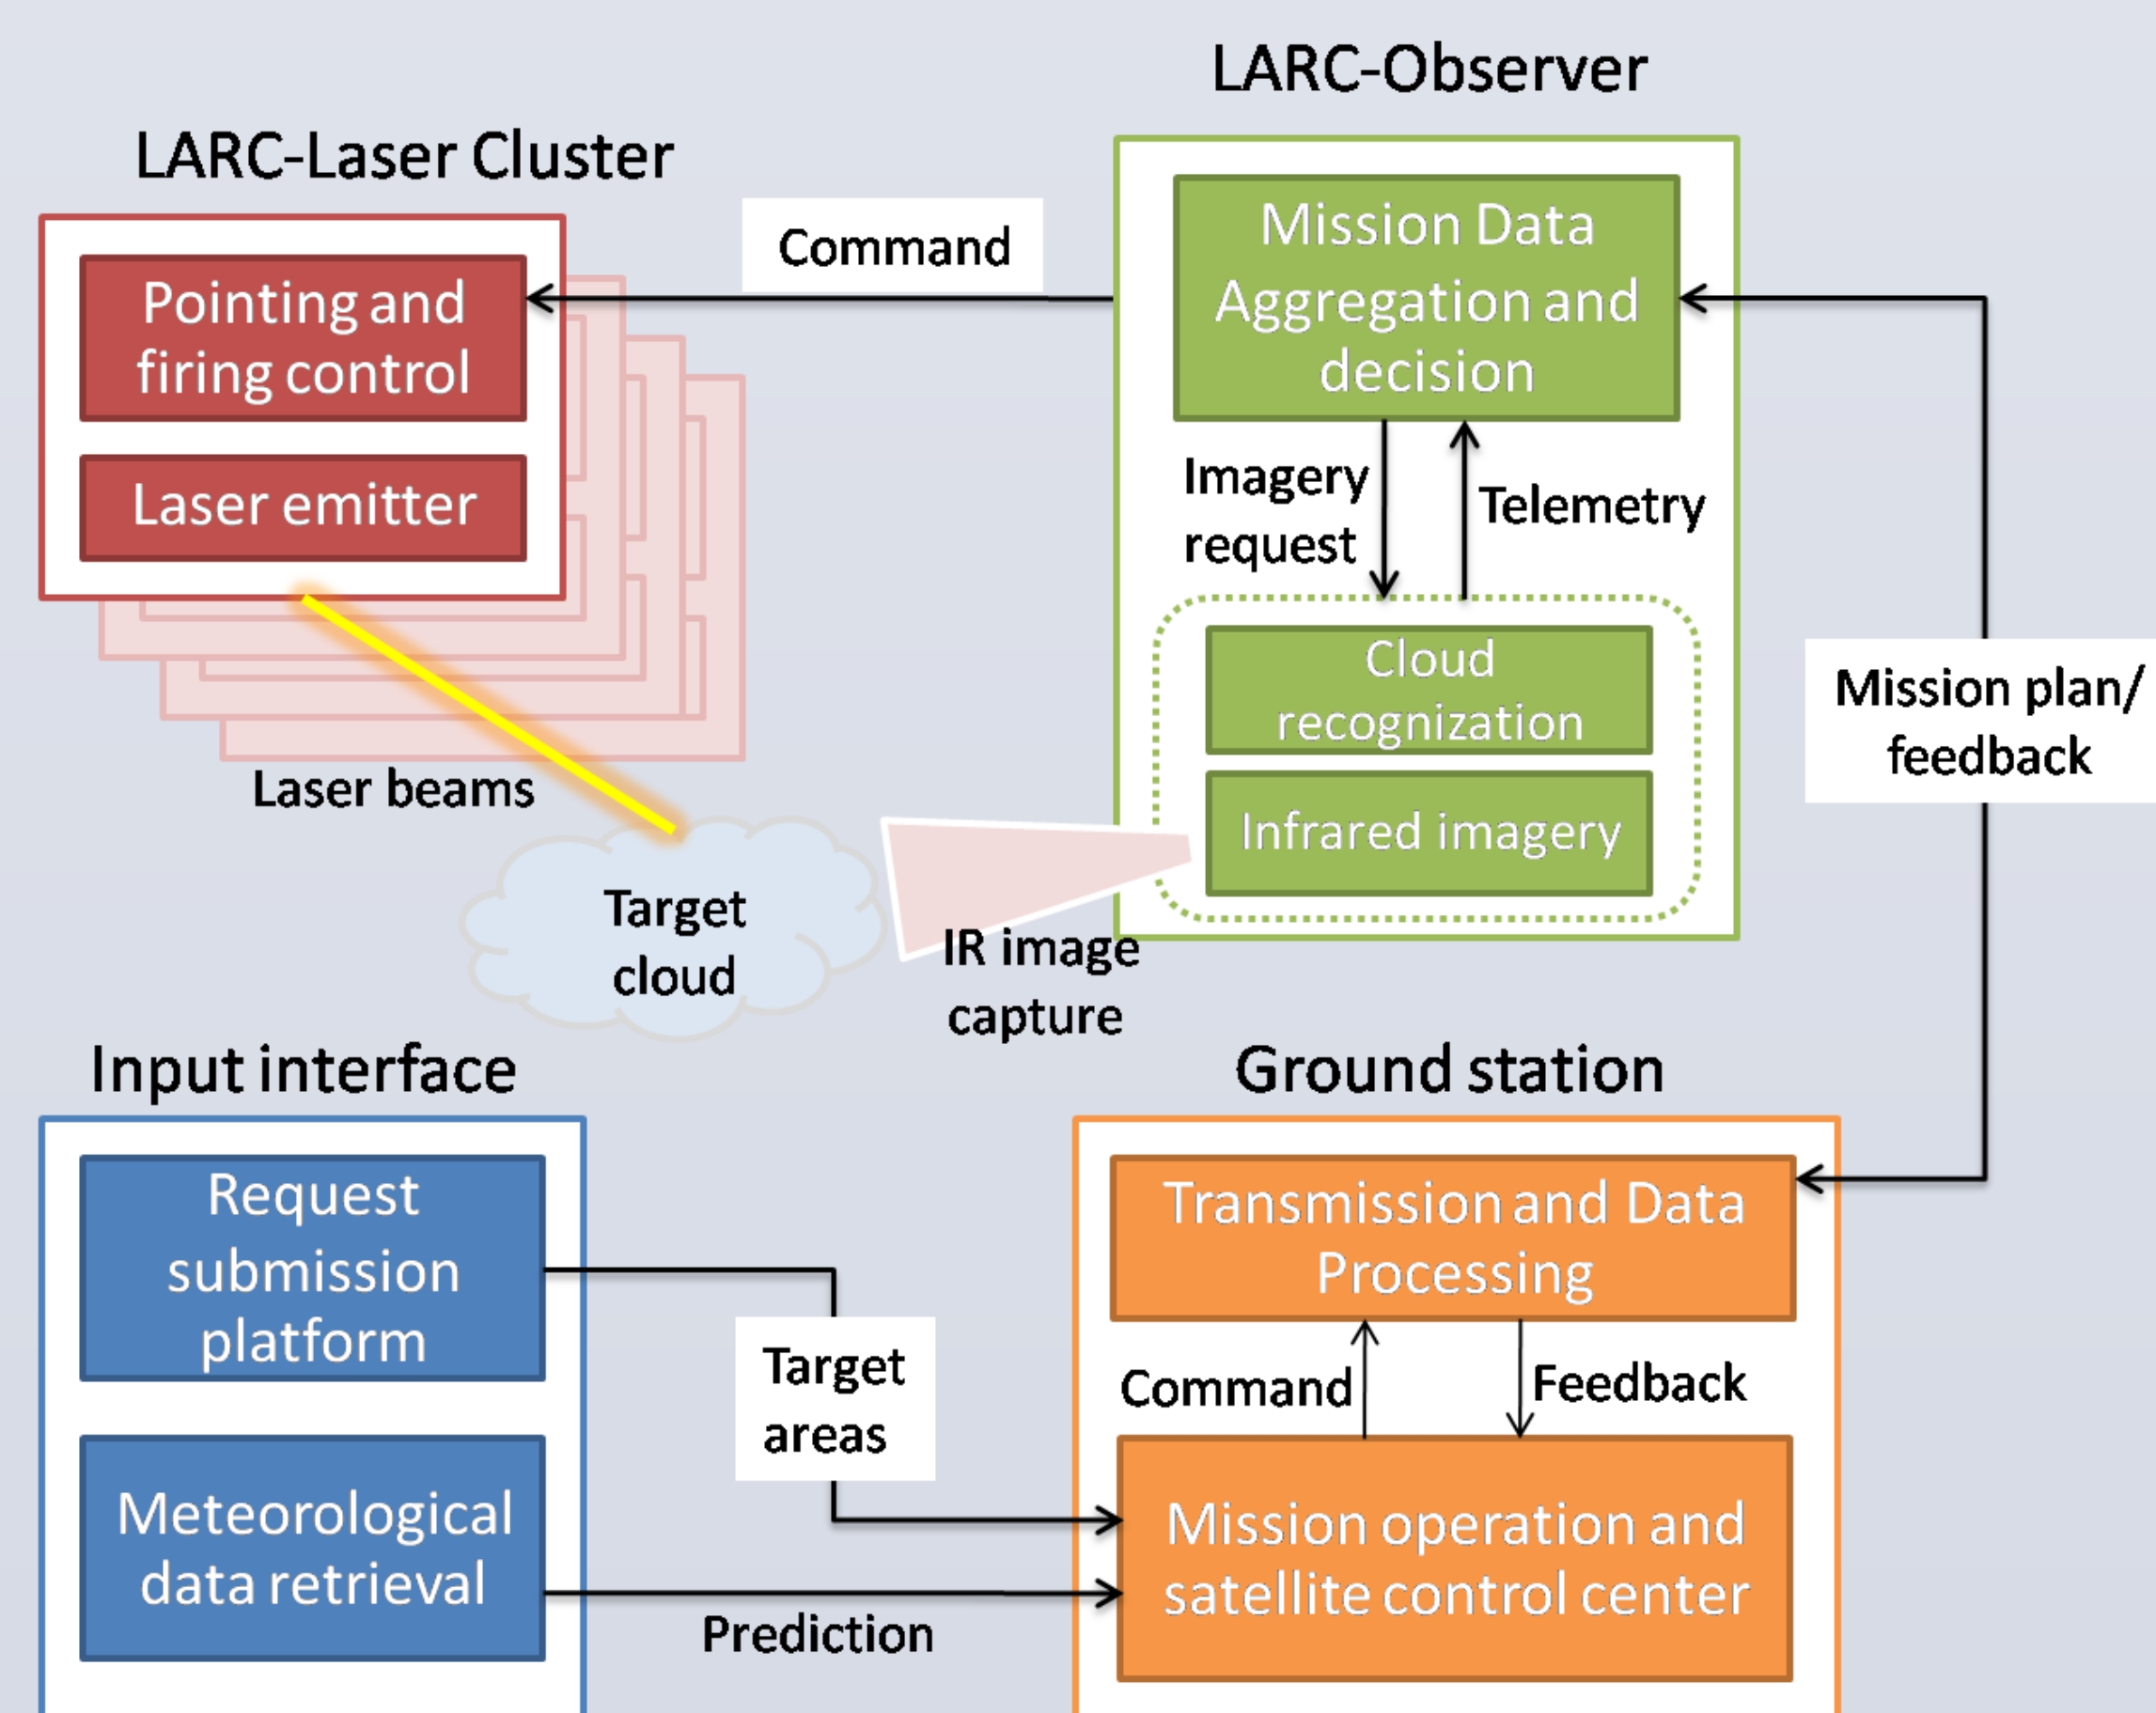 LARC-Observer
LARC-Laser Cluster
Mission Data
Aggregation and
decision
Command
Pointing and
firing control
Imagery
request
Telemetry
Laser emitter
Cloud
recognization
Mission plan/
feedback
Laser beams
Infrared imagery
Target
cloud
IR image
capture
Input interface
Ground station
Request
submission
platform
Transmission and Data
Processing
Target
areas
Command
Feedback
Meteorological
data retrieval
Mission operation and
satellite control center
Prediction